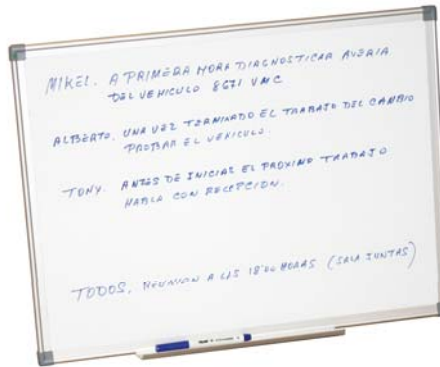 MIKEL. A PRIMERA HORA DIAGNOSTICAR AVERIA
DEL VEHICULO 8671 VMC
ALBERTO. UNA VEZ TERMINADO EL TRABAJO DEL CAMBIO
PROBAR EL VEHICULO.
TONY. ANTES DE INICIAR EL PROXIMO TRABAJO
HABLA CON RECEPCION.
TODOS. REUNION A LAS 18'00 HORAS (SALA JUNTAS)